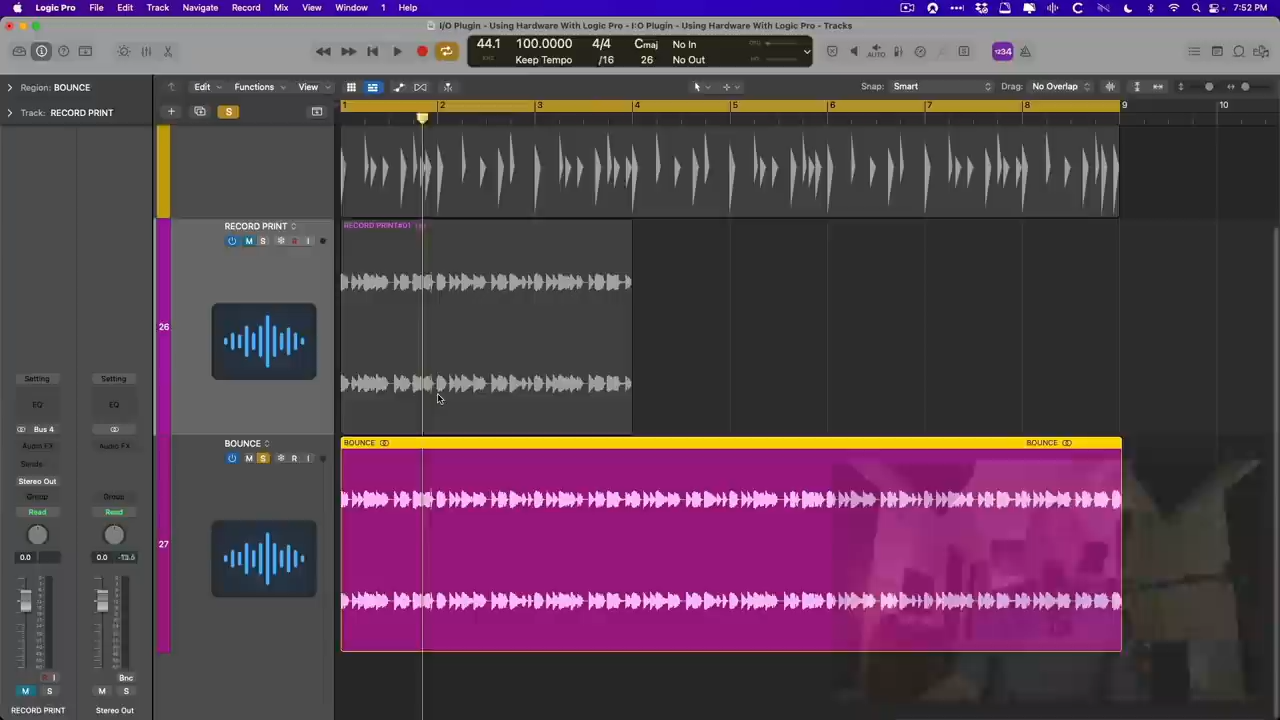 Logic Pro File Edit Track Navigate Record Mix View Window 1 Help 7:52 PM
I/O Plugin - Using Hardware With Logic Pro - I:O Plugin - Using Hardware With Logic Pro - Tracks
44.1 100.0000 4/4 Cmaj No In
Keep Tempo /16 26 No Out
1234
Region: BOUNCE
Edit Functions View Snap: Smart Drag: No Overlap
Track: RECORD PRINT
S
1 2 3 4 5 6 7 8 9 10
RECORD PRINT
M S R I
RECORD PRINT#01
26
Setting Setting
EQ EQ
Bus 4
Audio FX Audio FX
Sends
Stereo Out
Group Group
Read Read
0.0 0.0 -13.6
BOUNCE
M S R I
BOUNCE BOUNCE
27
R I Bnc
M S M S
RECORD PRINT Stereo Out